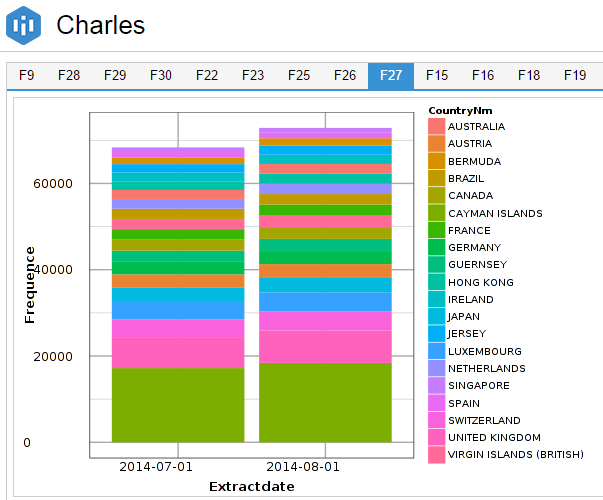 Charles
F9 F28 F29 F30 F22 F23 F25 F26 F27 F15 F16 F18 F19
CountryNm
AUSTRALIA
AUSTRIA
BERMUDA
BRAZIL
CANADA
CAYMAN ISLANDS
FRANCE
GERMANY
GUERNSEY
HONG KONG
IRELAND
JAPAN
JERSEY
LUXEMBOURG
NETHERLANDS
SINGAPORE
SPAIN
SWITZERLAND
UNITED KINGDOM
VIRGIN ISLANDS (BRITISH)
Frequence
60000
40000
20000
0
2014-07-01 2014-08-01
Extractdate